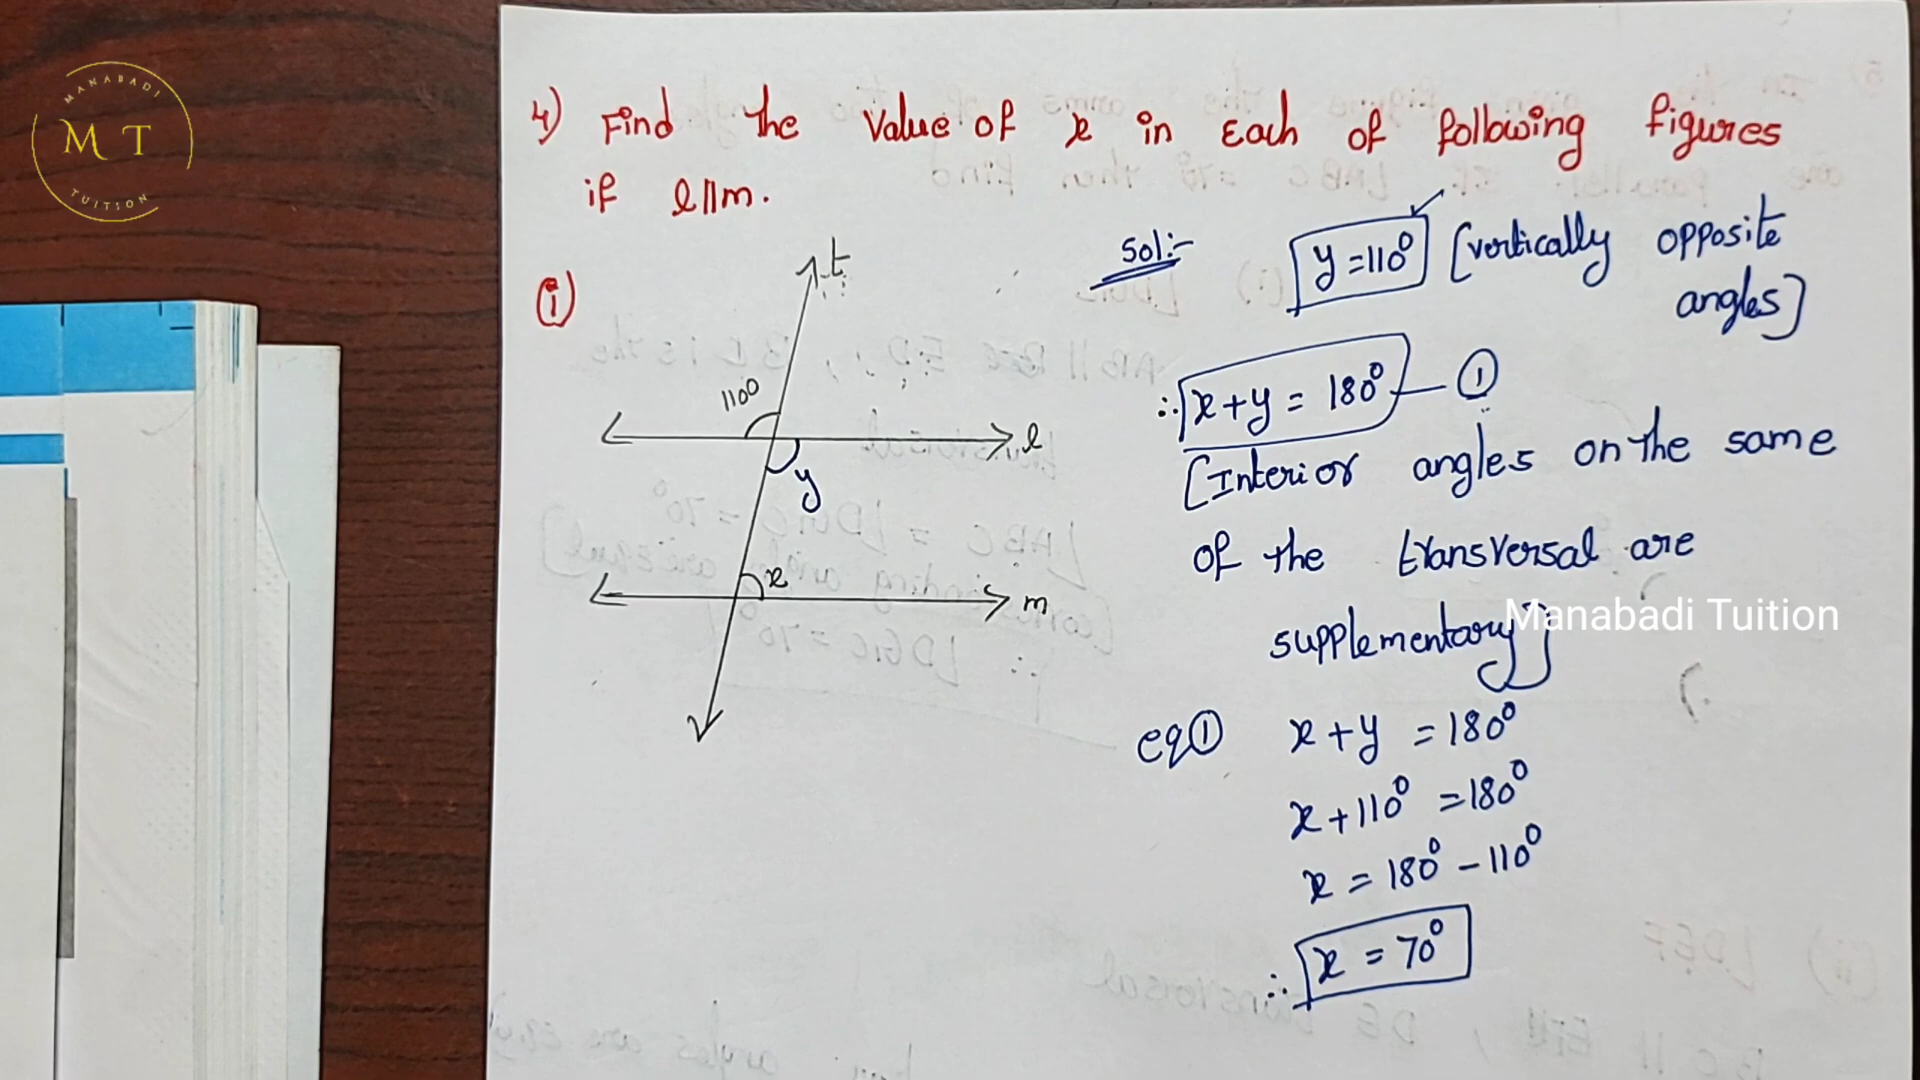 MANABADI
M T
TUITION
4) Find the value of x in Each of following figures
if l||m.
(i)
t
110°
l
y
x
m
Sol:-
y = 110° [vertically opposite
angles]
∴ x+y = 180° — ①
[Interior angles on the same
of the transversal are
supplementary]
Manabadi Tuition
eq① x+y = 180°
x+110° = 180°
x = 180° - 110°
∴ x = 70°